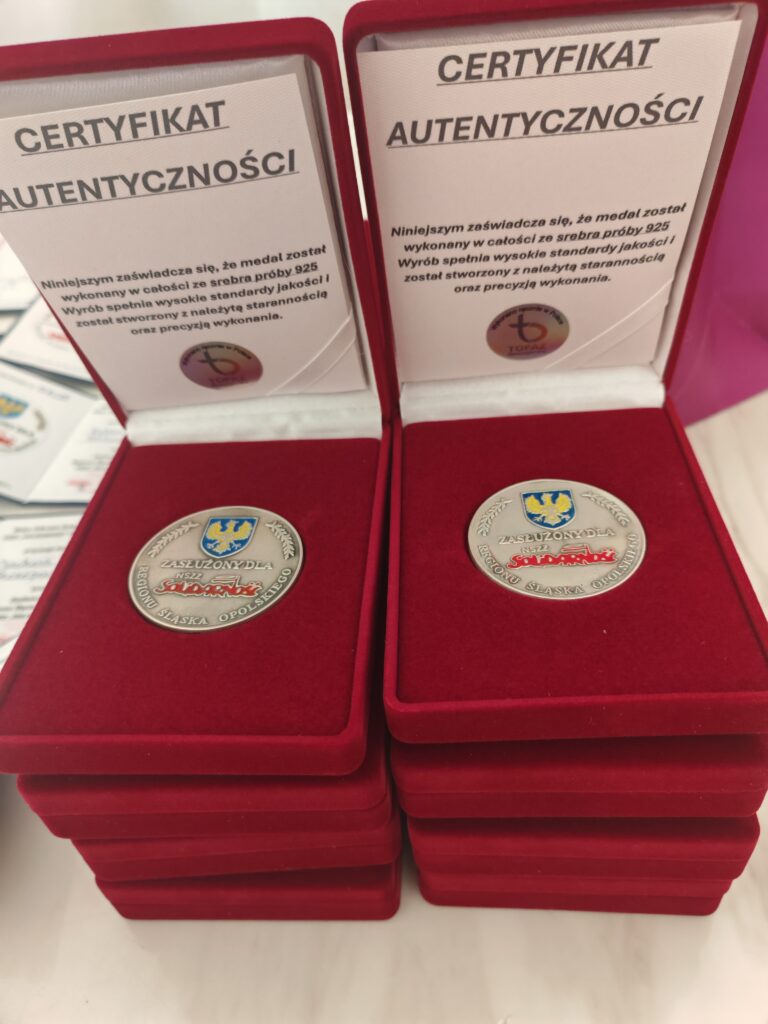 CERTYFIKAT
AUTENTYCZNOŚCI
Niniejszym zaświadcza się, że medal został
wykonany w całości ze srebra próby 925
Wyrób spełnia wysokie standardy jakości i
został stworzony z należytą starannością
oraz precyzją wykonania.
TOPAZ
ZASŁUŻONY DLA
NSZZ
SOLIDARNOŚĆ
REGIONU ŚLĄSKA OPOLSKIEGO
CERTYFIKAT
AUTENTYCZNOŚCI
Niniejszym zaświadcza się, że medal został
wykonany w całości ze srebra próby 925
Wyrób spełnia wysokie standardy jakości i
został stworzony z należytą starannością
oraz precyzją wykonania.
TOPAZ
ZASŁUŻONY DLA
NSZZ
SOLIDARNOŚĆ
REGIONU ŚLĄSKA OPOLSKIEGO